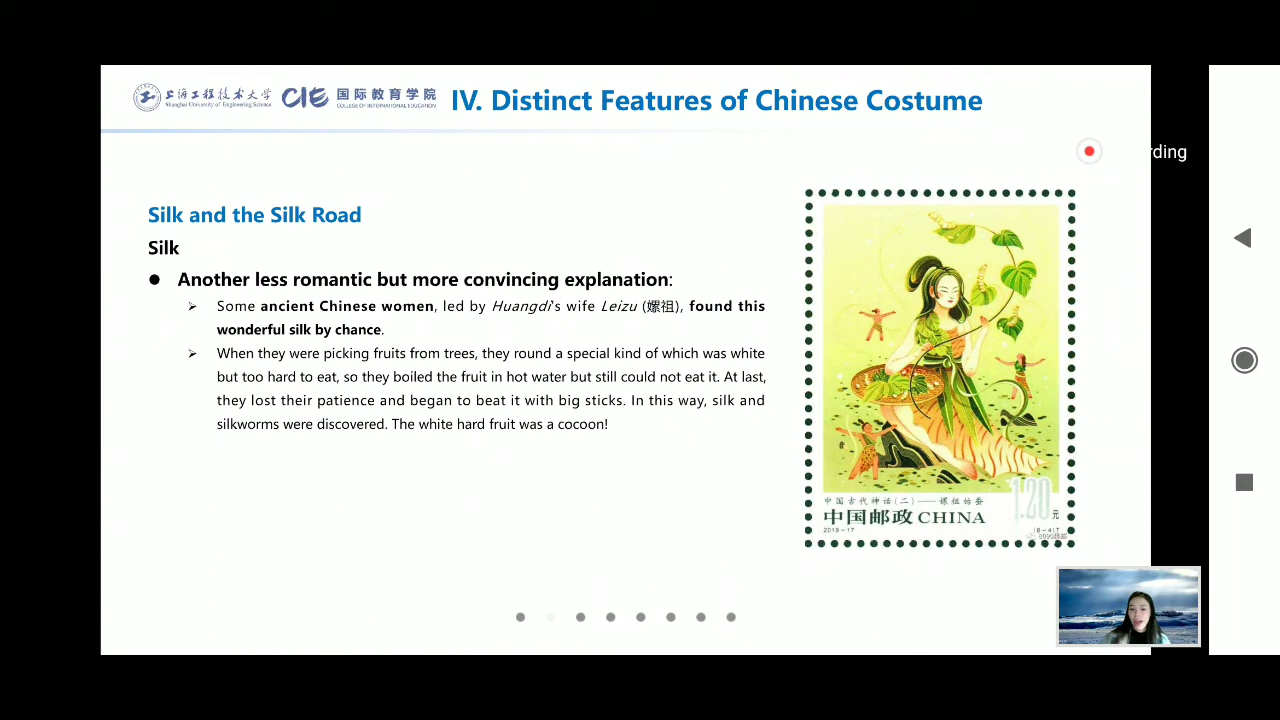 上海工程技术大学
Shanghai University of Engineering Science
CIE 国际教育学院
COLLEGE OF INTERNATIONAL EDUCATION
IV. Distinct Features of Chinese Costume
rding
Silk and the Silk Road
Silk
Another less romantic but more convincing explanation:
Some ancient Chinese women, led by Huangdi's wife Leizu (嫘祖), found this
wonderful silk by chance.
When they were picking fruits from trees, they round a special kind of which was white
but too hard to eat, so they boiled the fruit in hot water but still could not eat it. At last,
they lost their patience and began to beat it with big sticks. In this way, silk and
silkworms were discovered. The white hard fruit was a cocoon!
中国古代神话(二)——嫘祖始蚕
1.20元
中国邮政 CHINA
2019-17
(6-4)T